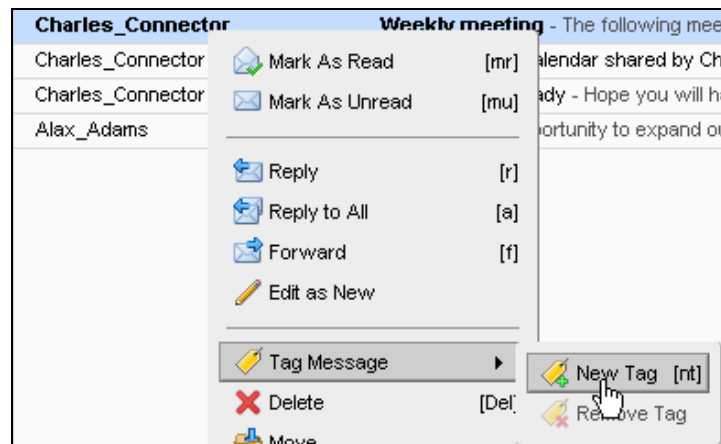 Charles_Connector Weekly meeting - The following mee
Charles_Connector alendar shared by Ch
Charles_Connector ady - Hope you will h
Alax_Adams portunity to expand o
Mark As Read [mr]
Mark As Unread [mu]
Reply [r]
Reply to All [a]
Forward [f]
Edit as New
Tag Message
New Tag [nt]
Delete [Del
Remove Tag
Move